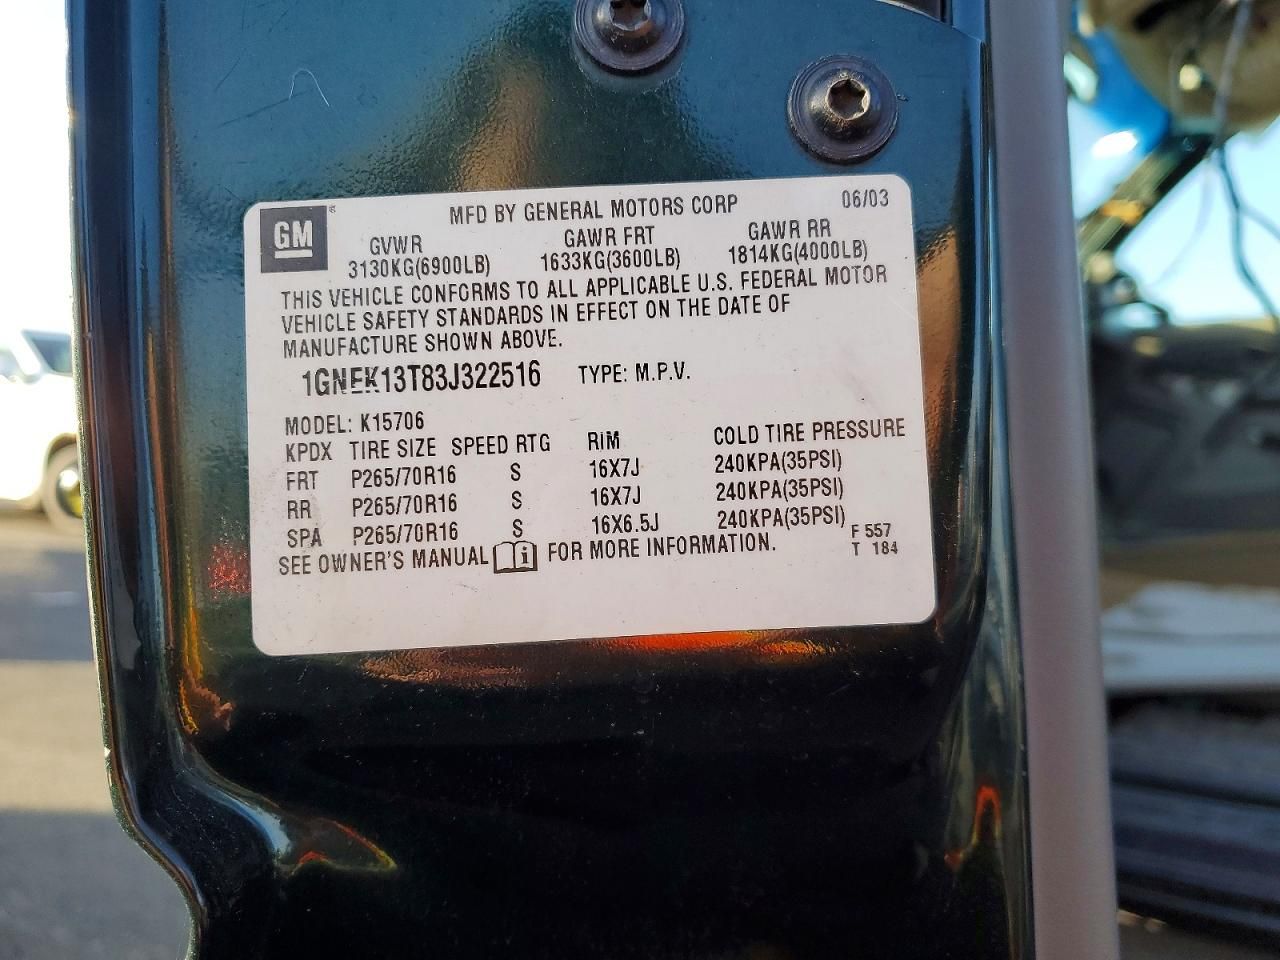 GM
MFD BY GENERAL MOTORS CORP 06/03
GVWR GAWR FRT GAWR RR
3130KG(6900LB) 1633KG(3600LB) 1814KG(4000LB)
THIS VEHICLE CONFORMS TO ALL APPLICABLE U.S. FEDERAL MOTOR
VEHICLE SAFETY STANDARDS IN EFFECT ON THE DATE OF
MANUFACTURE SHOWN ABOVE.
1GNEK13T83J322516 TYPE: M.P.V.
MODEL: K15706
KPDX TIRE SIZE SPEED RTG RIM COLD TIRE PRESSURE
FRT P265/70R16 S 16X7J 240KPA(35PSI)
RR P265/70R16 S 16X7J 240KPA(35PSI)
SPA P265/70R16 S 16X6.5J 240KPA(35PSI)
SEE OWNER'S MANUAL i FOR MORE INFORMATION.
F 557
T 184